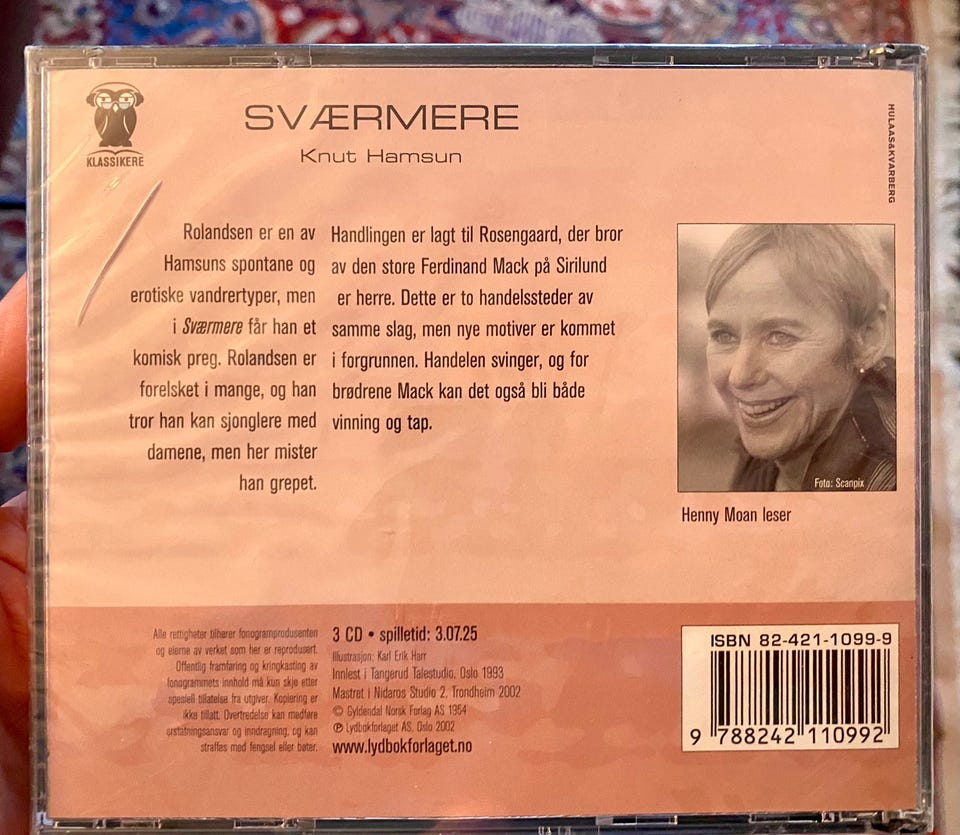 KLASSIKERE
SVÆRMERE
Knut Hamsun
HULAAS&KVARBERG
Rolandsen er en av
Hamsuns spontane og
erotiske vandrertyper, men
i Sværmere får han et
komisk preg. Rolandsen er
forelsket i mange, og han
tror han kan sjonglere med
damene, men her mister
han grepet.
Handlingen er lagt til Rosengaard, der bror
av den store Ferdinand Mack på Sirilund
er herre. Dette er to handelssteder av
samme slag, men nye motiver er kommet
i forgrunnen. Handelen svinger, og for
brødrene Mack kan det også bli både
vinning og tap.
Foto: Scanpix
Henny Moan leser
Alle rettigheter tilhører fonogramprodusenten
og eierne av verket som her er reprodusert.
Offentlig framføring og kringkasting av
fonogrammets innhold må kun skje etter
spesiell tillatelse fra utgiver. Kopiering er
ikke tillatt. Overtredelse kan medføre
erstatningsansvar og inndragning, og kan
straffes med fengsel eller bøter.
3 CD • spilletid: 3.07.25
Illustrasjon: Karl Erik Harr
Innlest i Tangerud Talestudio, Oslo 1993
Mastret i Nidaros Studio 2, Trondheim 2002
© Gyldendal Norsk Forlag AS 1954
℗ Lydbokforlaget AS, Oslo 2002
www.lydbokforlaget.no
ISBN 82-421-1099-9
9 788242 110992